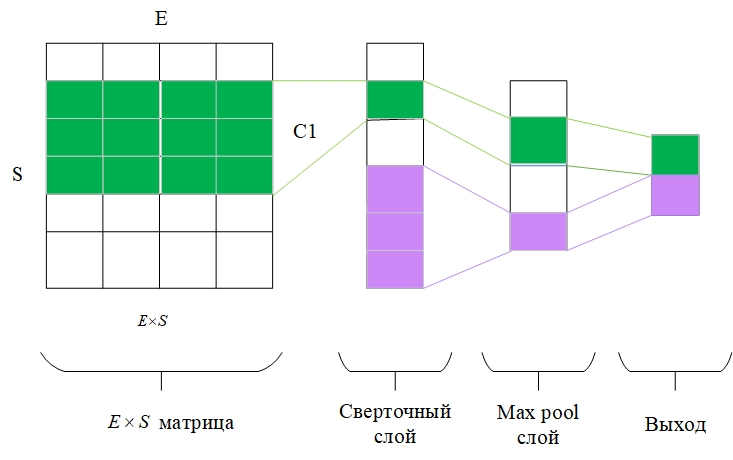 E
C1
S
E×S
E × S матрица
Сверточный
слой
Max pool
слой
Выход